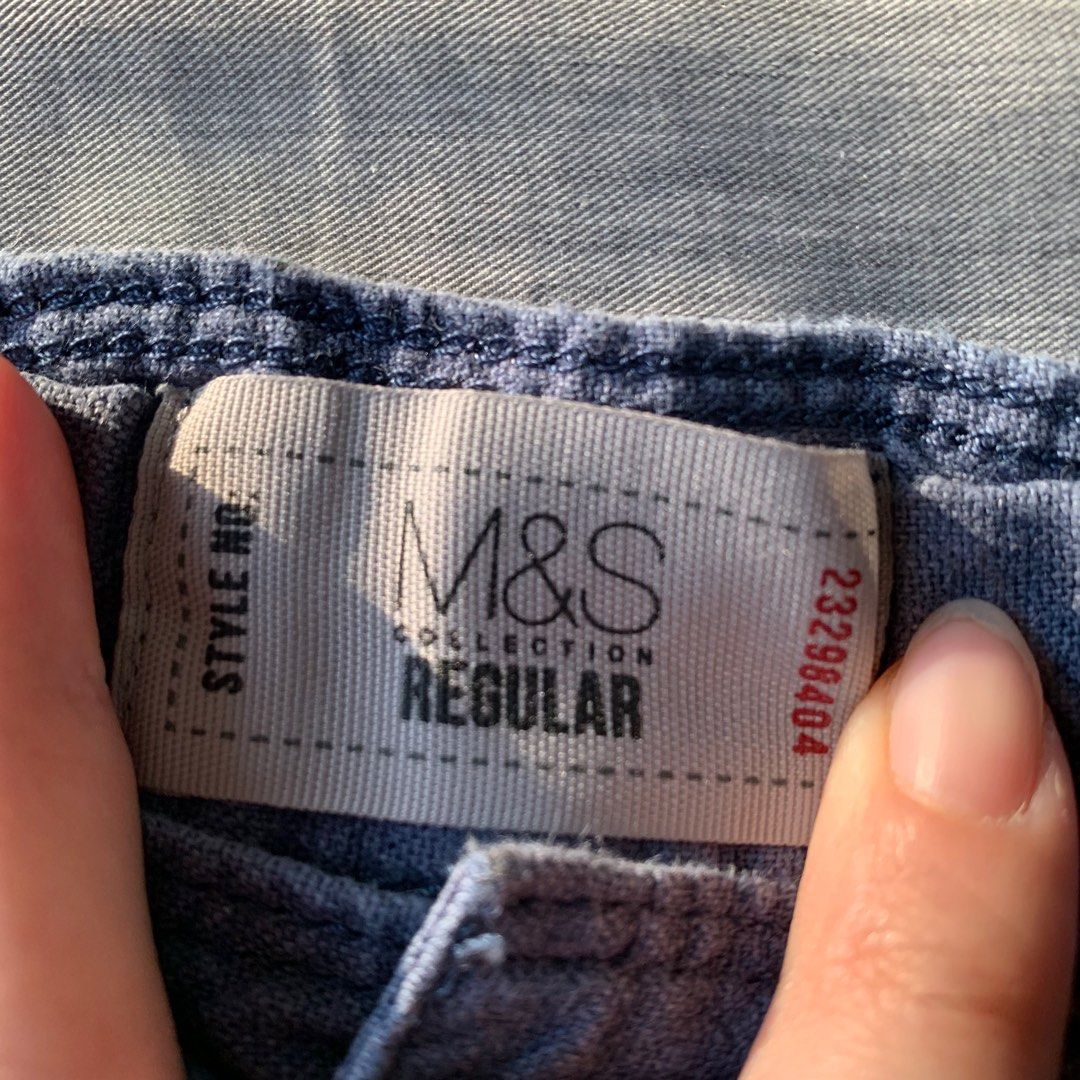 STYLE NO.
M&S
COLLECTION
REGULAR
23298404